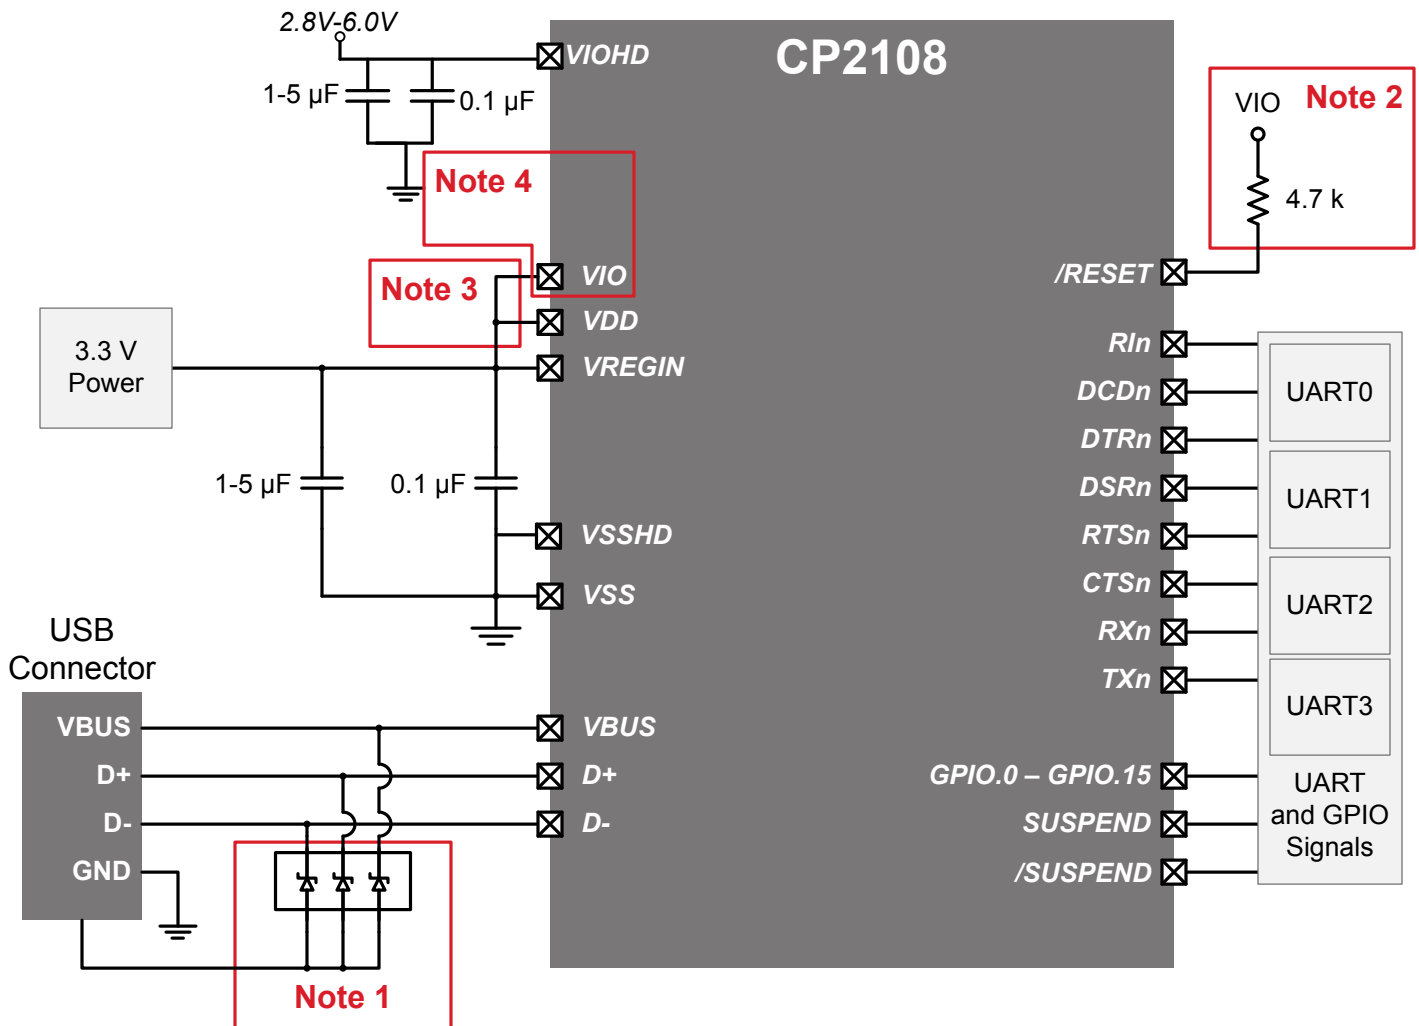 2.8V-6.0V
VIOHD
CP2108
1-5 µF
0.1 µF
VIO
Note 2
4.7 k
Note 4
Note 3
VIO
VDD
VREGIN
/RESET
3.3 V
Power
1-5 µF
0.1 µF
VSSHD
VSS
RIn
DCDn
DTRn
DSRn
RTSn
CTSn
RXn
TXn
UART0
UART1
UART2
UART3
USB
Connector
VBUS
D+
D-
GND
VBUS
D+
D-
GPIO.0 – GPIO.15
SUSPEND
/SUSPEND
UART
and GPIO
Signals
Note 1